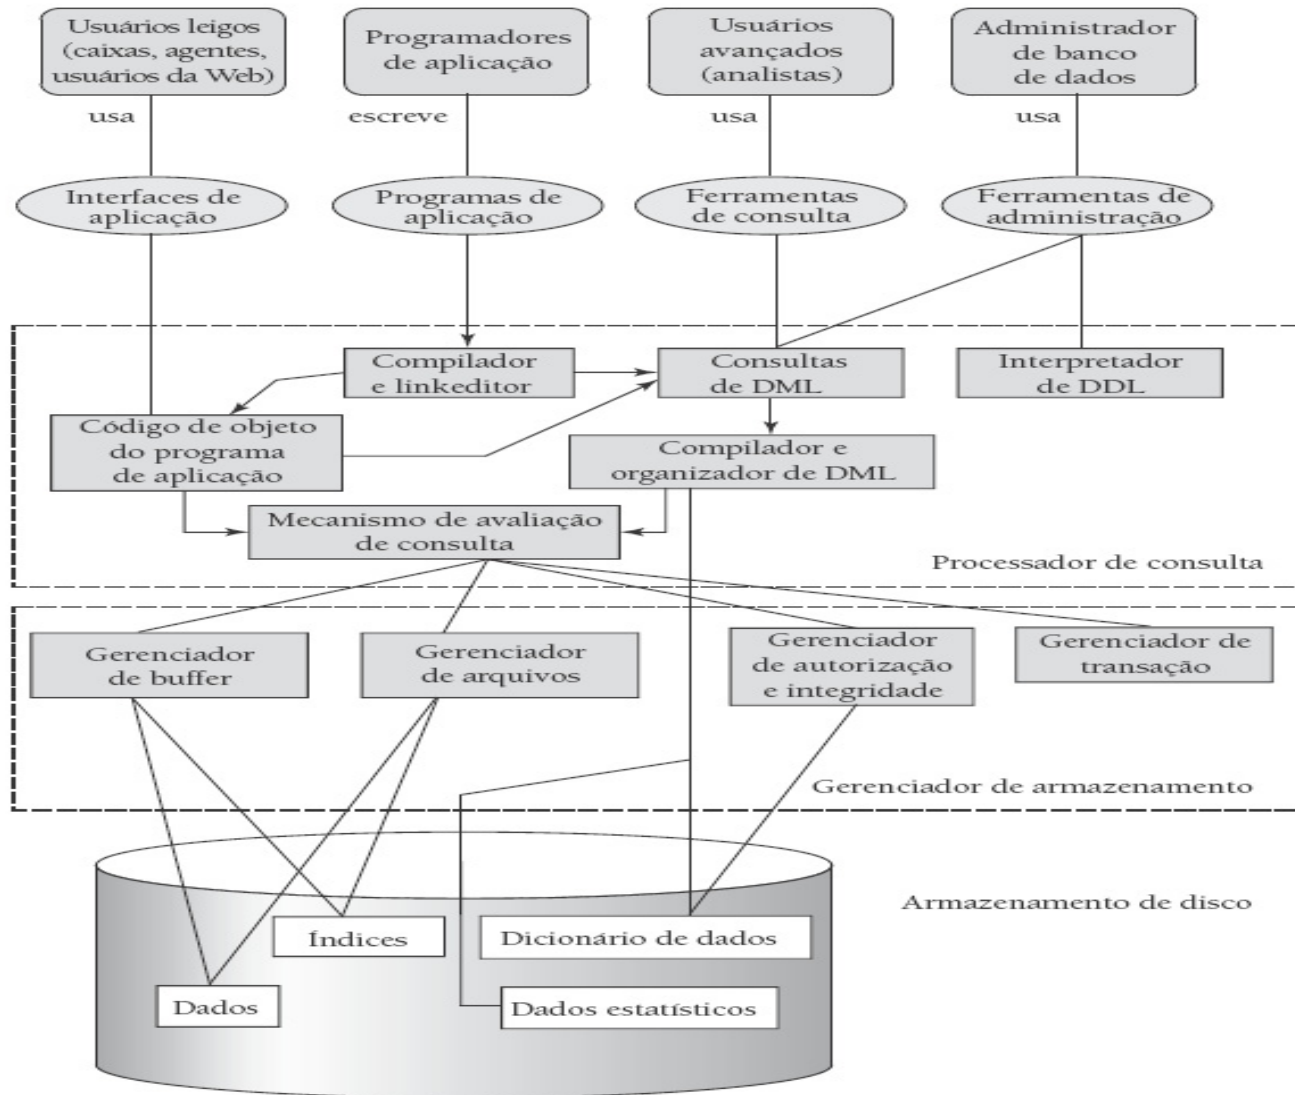 Usuários leigos
(caixas, agentes,
usuários da Web)
Programadores
de aplicação
Usuários
avançados
(analistas)
Administrador
de banco
de dados
usa
escreve
usa
usa
Interfaces de
aplicação
Programas de
aplicação
Ferramentas
de consulta
Ferramentas de
administração
Compilador
e linkeditor
Consultas
de DML
Interpretador
de DDL
Código de objeto
do programa
de aplicação
Compilador e
organizador de DML
Mecanismo de avaliação
de consulta
Processador de consulta
Gerenciador
de buffer
Gerenciador
de arquivos
Gerenciador
de autorização
e integridade
Gerenciador de
transação
Gerenciador de armazenamento
Armazenamento de disco
Índices
Dicionário de dados
Dados
Dados estatísticos